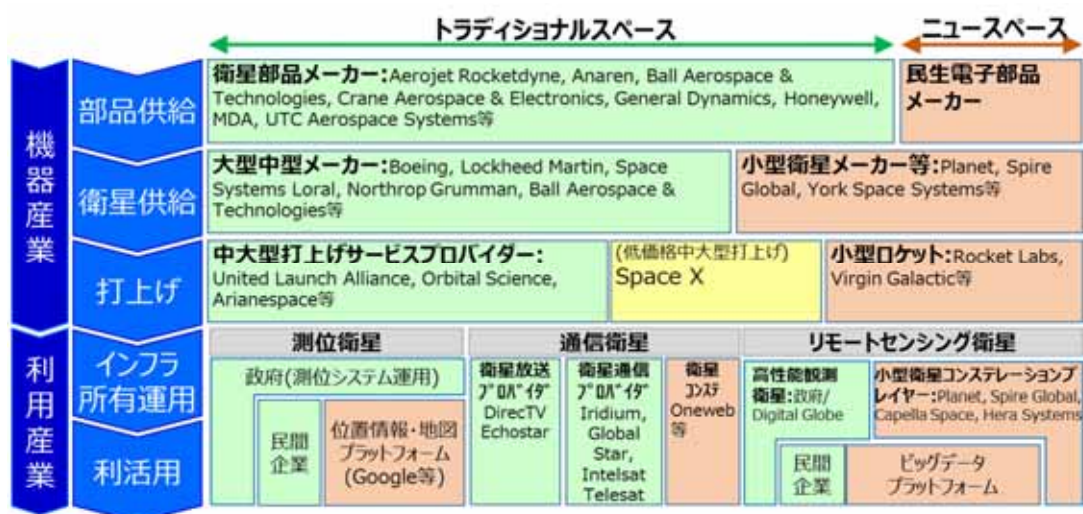 トラディショナルスペース
ニュースペース
機器産業
部品供給
衛星部品メーカー:Aerojet Rocketdyne, Anaren, Ball Aerospace &
Technologies, Crane Aerospace & Electronics, General Dynamics, Honeywell,
MDA, UTC Aerospace Systems等
民生電子部品
メーカー
衛星供給
大型中型メーカー:Boeing, Lockheed Martin, Space
Systems Loral, Northrop Grumman, Ball Aerospace &
Technologies等
小型衛星メーカー等:Planet, Spire
Global, York Space Systems等
打上げ
中大型打上げサービスプロバイダー:
United Launch Alliance, Orbital Science,
Arianespace等
(低価格中大型打上げ)
Space X
小型ロケット:Rocket Labs,
Virgin Galactic等
利用産業
インフラ
所有運用
利活用
測位衛星
政府(測位システム運用)
民間
企業
位置情報・地図
プラットフォーム
(Google等)
通信衛星
衛星放送
プロバイダ
DirecTV
Echostar
衛星通信
プロバイダ
Iridium,
Global
Star,
Intelsat
Telesat
衛星
コンステ
Oneweb
等
リモートセンシング衛星
高性能観測
衛星:政府/
Digital Globe
小型衛星コンステレーションプ
レイヤー:Planet, Spire Global,
Capella Space, Hera Systems
民間
企業
ビッグデータ
プラットフォーム